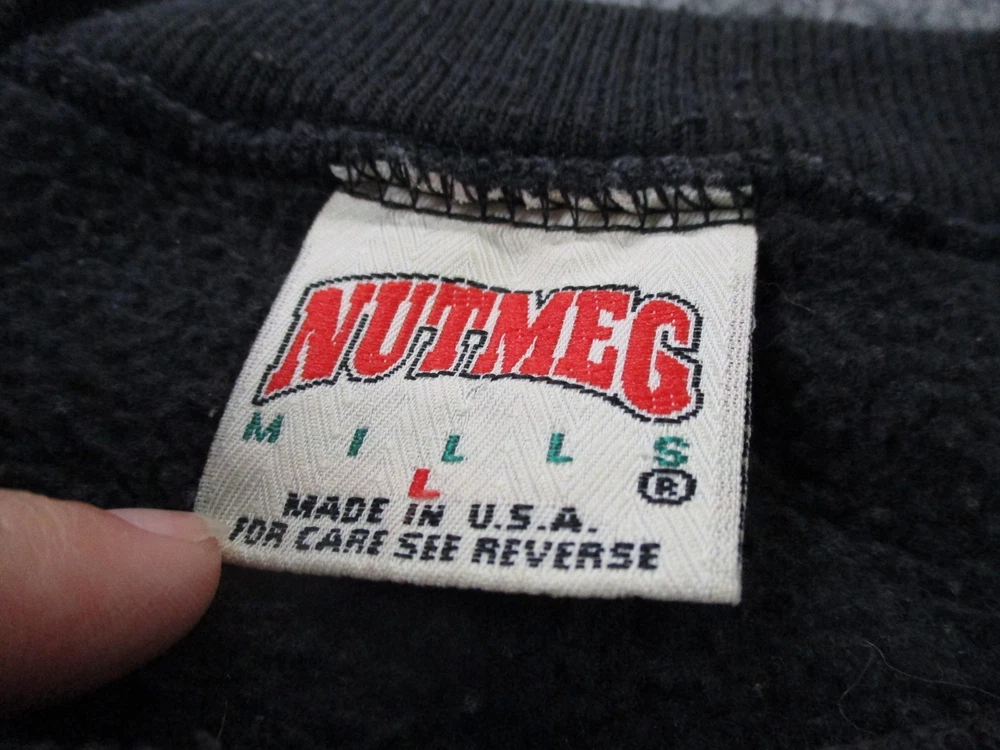 NUTMEG
MILLS
L ®
MADE IN U.S.A.
FOR CARE SEE REVERSE